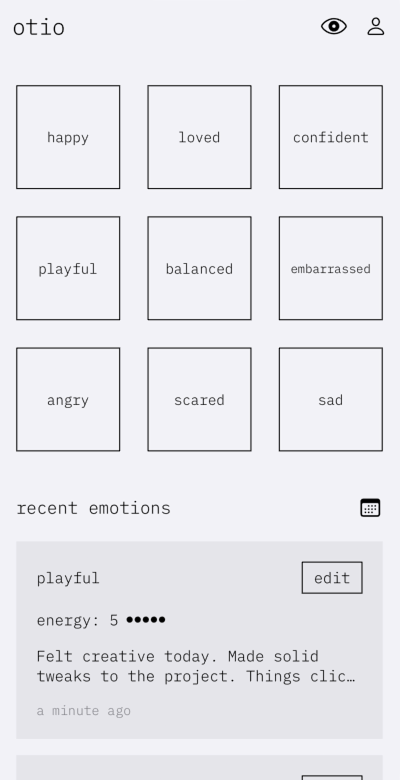 otio
happy loved confident
playful balanced embarrassed
angry scared sad
recent emotions
playful edit
energy: 5 ●●●●●
Felt creative today. Made solid
tweaks to the project. Things clic…
a minute ago